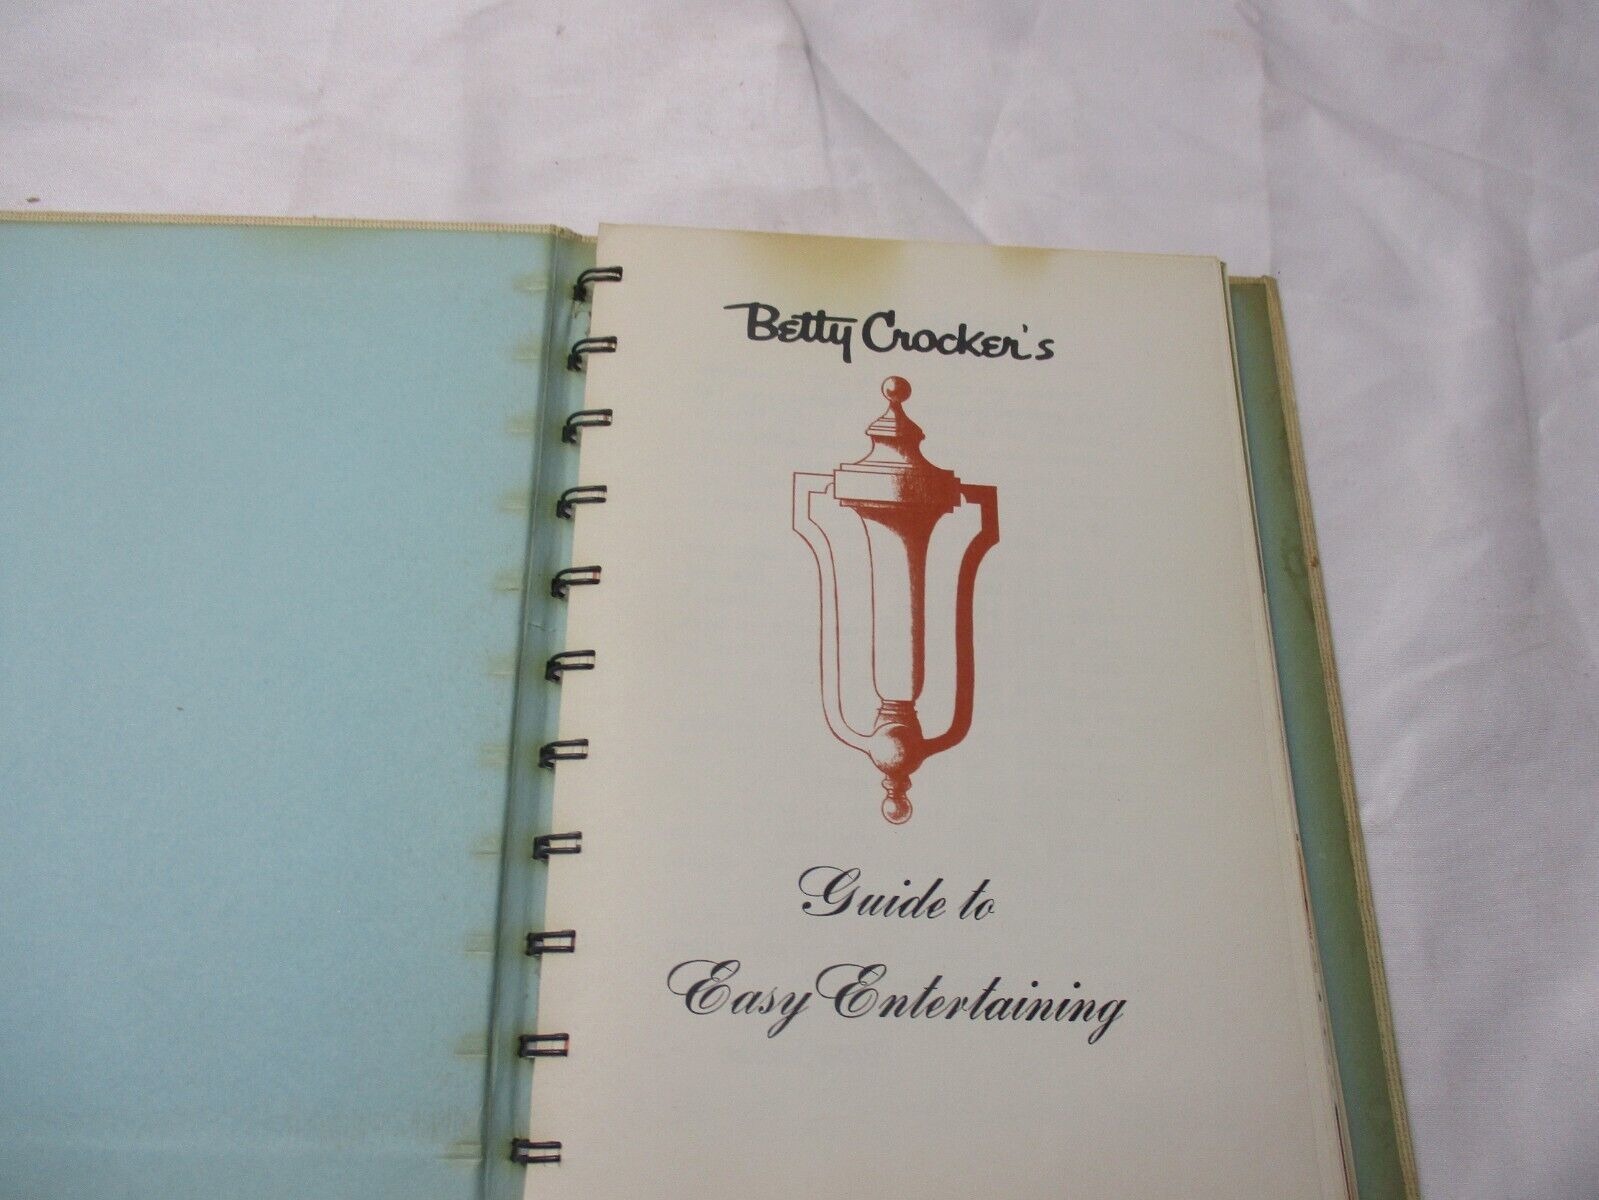 Betty Crocker's
Guide to
Easy Entertaining